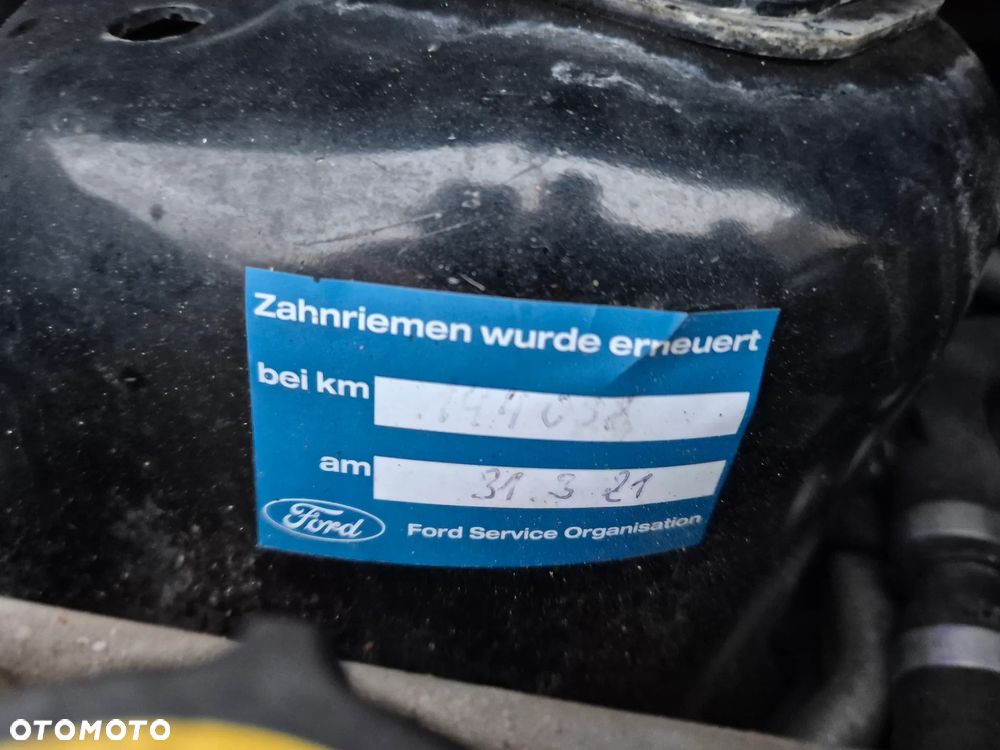 Zahnriemen wurde erneuert
bei km
am 31.3.21
Ford Ford Service Organisation
OTOMOTO